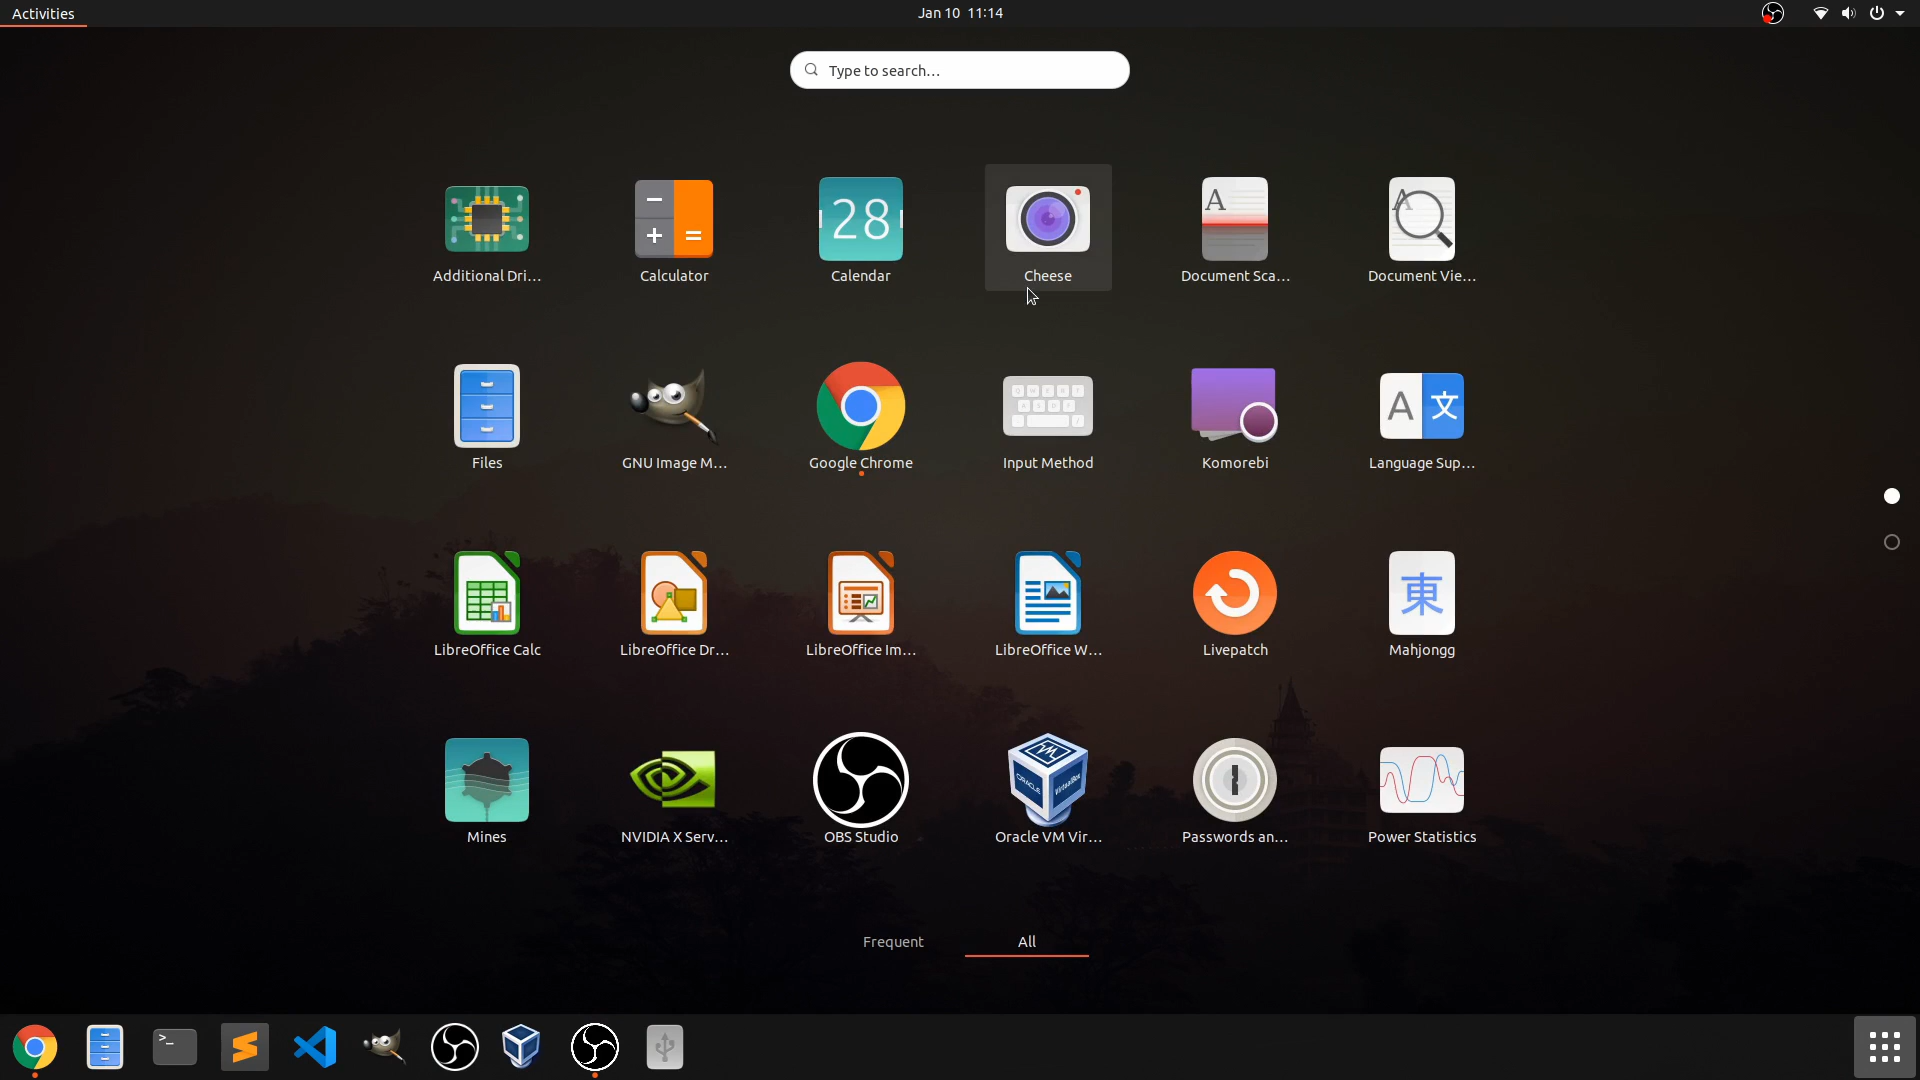 Activities
Jan 10 11:14
Type to search...
Additional Dri...
Calculator
28
Calendar
Cheese
A
Document Sca...
A
Document Vie...
Files
GNU Image M...
Google Chrome
Input Method
Komorebi
A 文
Language Sup...
LibreOffice Calc
LibreOffice Dr...
LibreOffice Im...
LibreOffice W...
Livepatch
東
Mahjongg
Mines
NVIDIA X Serv...
OBS Studio
ORACLE VirtualBox
Oracle VM Vir...
Passwords an...
Power Statistics
Frequent
All